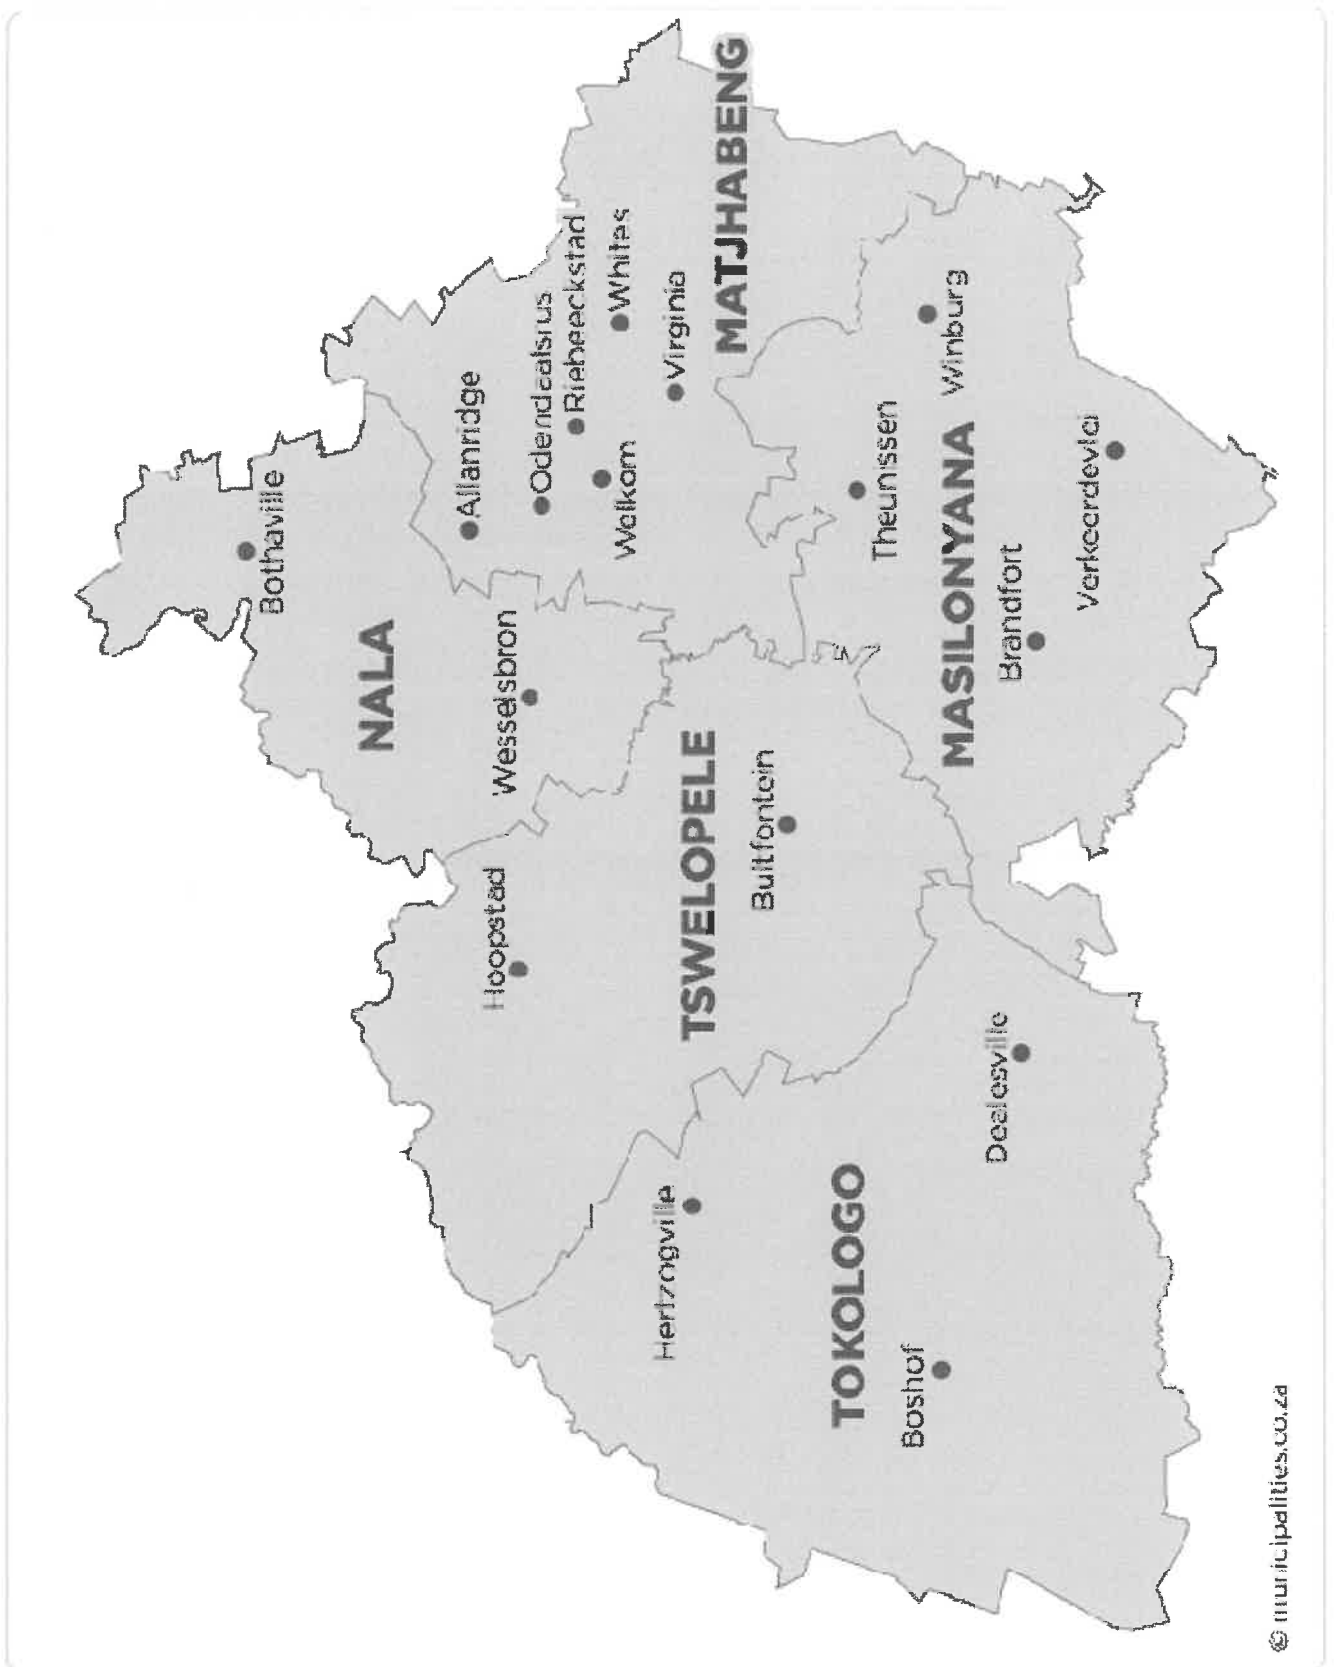 Bothaville
NALA
Allanridge
Wesselsbron
Odendaalsrus
Riebeeckstad
Hoopstad
Welkom
Whites
Virginia
MATJHABENG
TSWELOPELE
Hertzogville
Bultfontein
TOKOLOGO
Theunissen
Boshof
Winburg
MASILONYANA
Dealesville
Brandfort
Verkeerdevlei
© municipalities.co.za